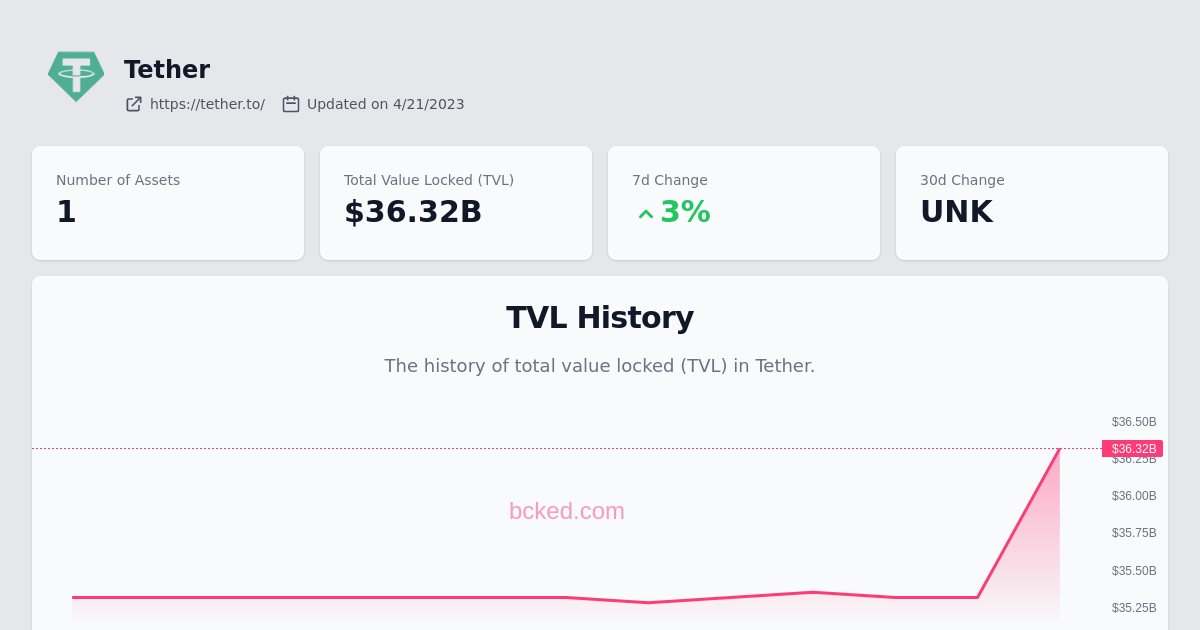 Tether
https://tether.to/ Updated on 4/21/2023
Number of Assets
1
Total Value Locked (TVL)
$36.32B
7d Change
3%
30d Change
UNK
TVL History
The history of total value locked (TVL) in Tether.
$36.50B
$36.32B
$36.25B
$36.00B
bcked.com
$35.75B
$35.50B
$35.25B